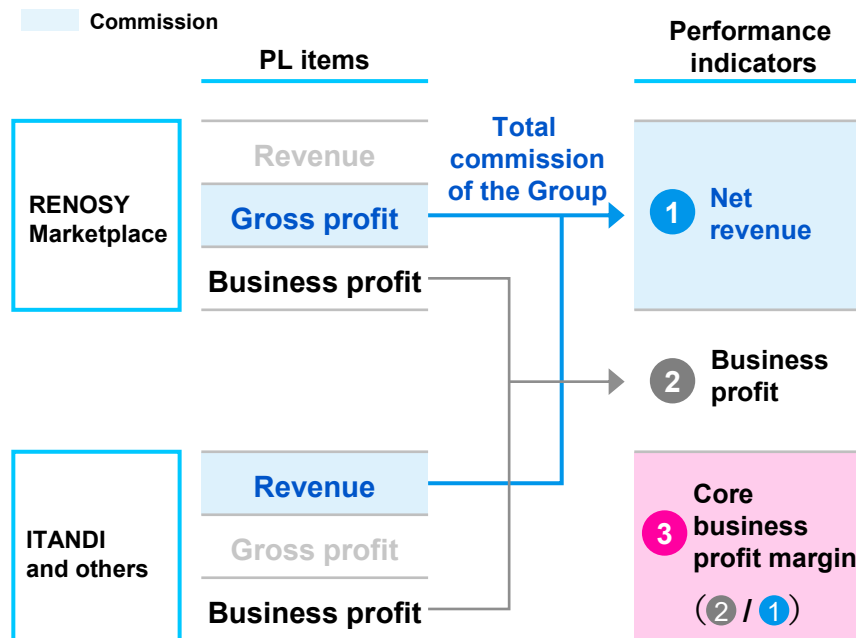 Commission
PL items
Performance
indicators
RENOSY
Marketplace
Revenue
Gross profit
Business profit
Total
commission
of the Group
1
Net
revenue
2
Business
profit
ITANDI
and others
Revenue
Gross profit
Business profit
3
Core
business
profit margin
(2 / 1)